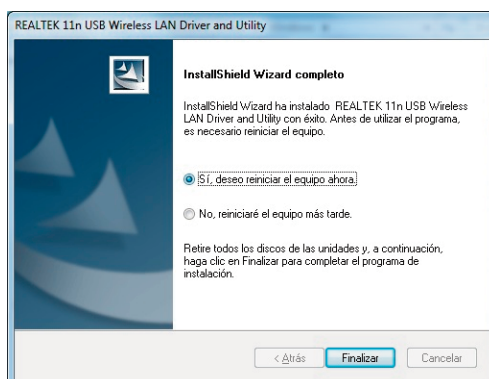 REALTEK 11n USB Wireless LAN Driver and Utility
InstallShield Wizard completo
InstallShield Wizard ha instalado REALTEK 11n USB Wireless
LAN Driver and Utility con éxito. Antes de utilizar el programa,
es necesario reiniciar el equipo.
Sí, deseo reiniciar el equipo ahora.
No, reiniciaré el equipo más tarde.
Retire todos los discos de las unidades y, a continuación,
haga clic en Finalizar para completar el programa de
instalación.
< Atrás
Finalizar
Cancelar